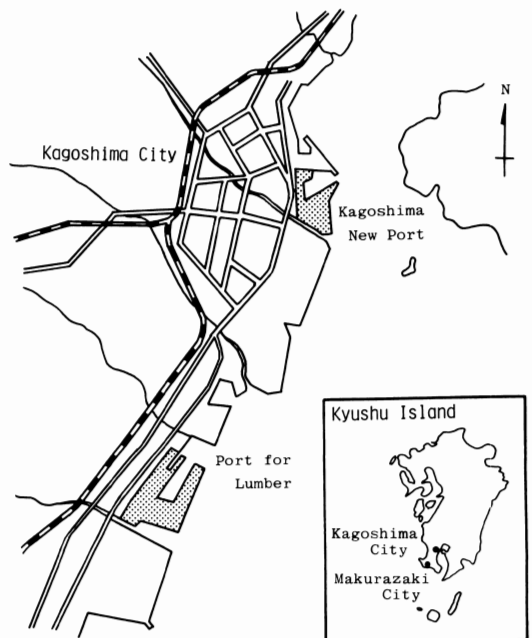 N
Kagoshima City
Kagoshima
New Port
Port for
Lumber
Kyushu Island
Kagoshima
City
Makurazaki
City